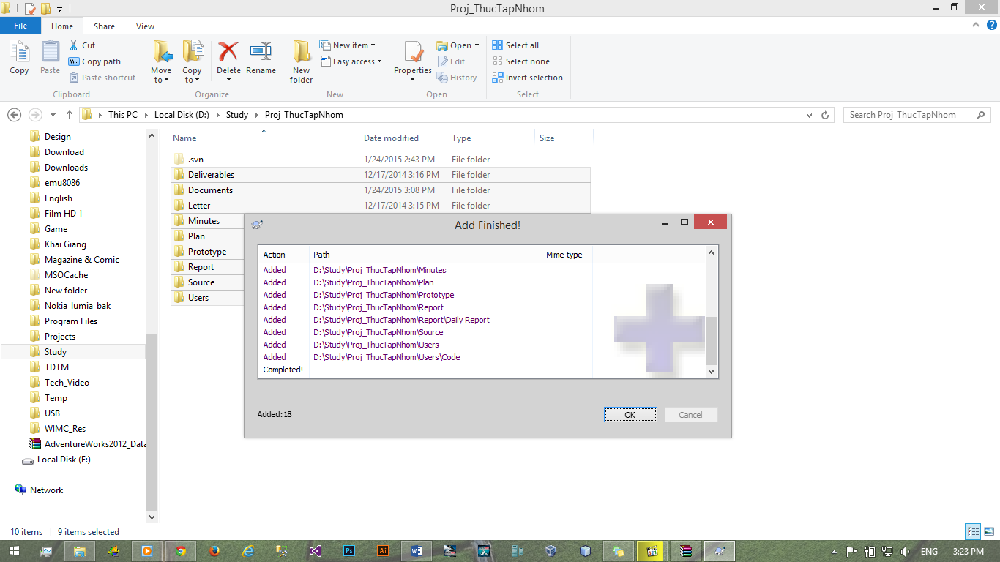 Proj_ThucTapNhom
File Home Share View
Copy
Paste
Cut
Copy path
Paste shortcut
Clipboard
Move to
Copy to
Delete
Rename
Organize
New folder
New item
Easy access
New
Properties
Open
Edit
History
Open
Select all
Select none
Invert selection
Select
This PC Local Disk (D:) Study Proj_ThucTapNhom
Search Proj_ThucTapNhom
Design
Download
Downloads
emu8086
English
Film HD 1
Game
Khai Giang
Magazine & Comic
MSOCache
New folder
Nokia_lumia_bak
Program Files
Projects
Study
TDTM
Tech_Video
Temp
USB
WIMC_Res
AdventureWorks2012_Data
Local Disk (E:)
Network
Name Date modified Type Size
.svn 1/24/2015 2:43 PM File folder
Deliverables 12/17/2014 3:16 PM File folder
Documents 1/24/2015 3:08 PM File folder
Letter 12/17/2014 3:15 PM File folder
Minutes
Plan
Prototype
Report
Source
Users
Add Finished!
Action Path Mime type
Added D:\Study\Proj_ThucTapNhom\Minutes
Added D:\Study\Proj_ThucTapNhom\Plan
Added D:\Study\Proj_ThucTapNhom\Prototype
Added D:\Study\Proj_ThucTapNhom\Report
Added D:\Study\Proj_ThucTapNhom\Report\Daily Report
Added D:\Study\Proj_ThucTapNhom\Source
Added D:\Study\Proj_ThucTapNhom\Users
Added D:\Study\Proj_ThucTapNhom\Users\Code
Completed!
Added: 18
OK
Cancel
10 items 9 items selected
Ps
Ai
ENG 3:23 PM